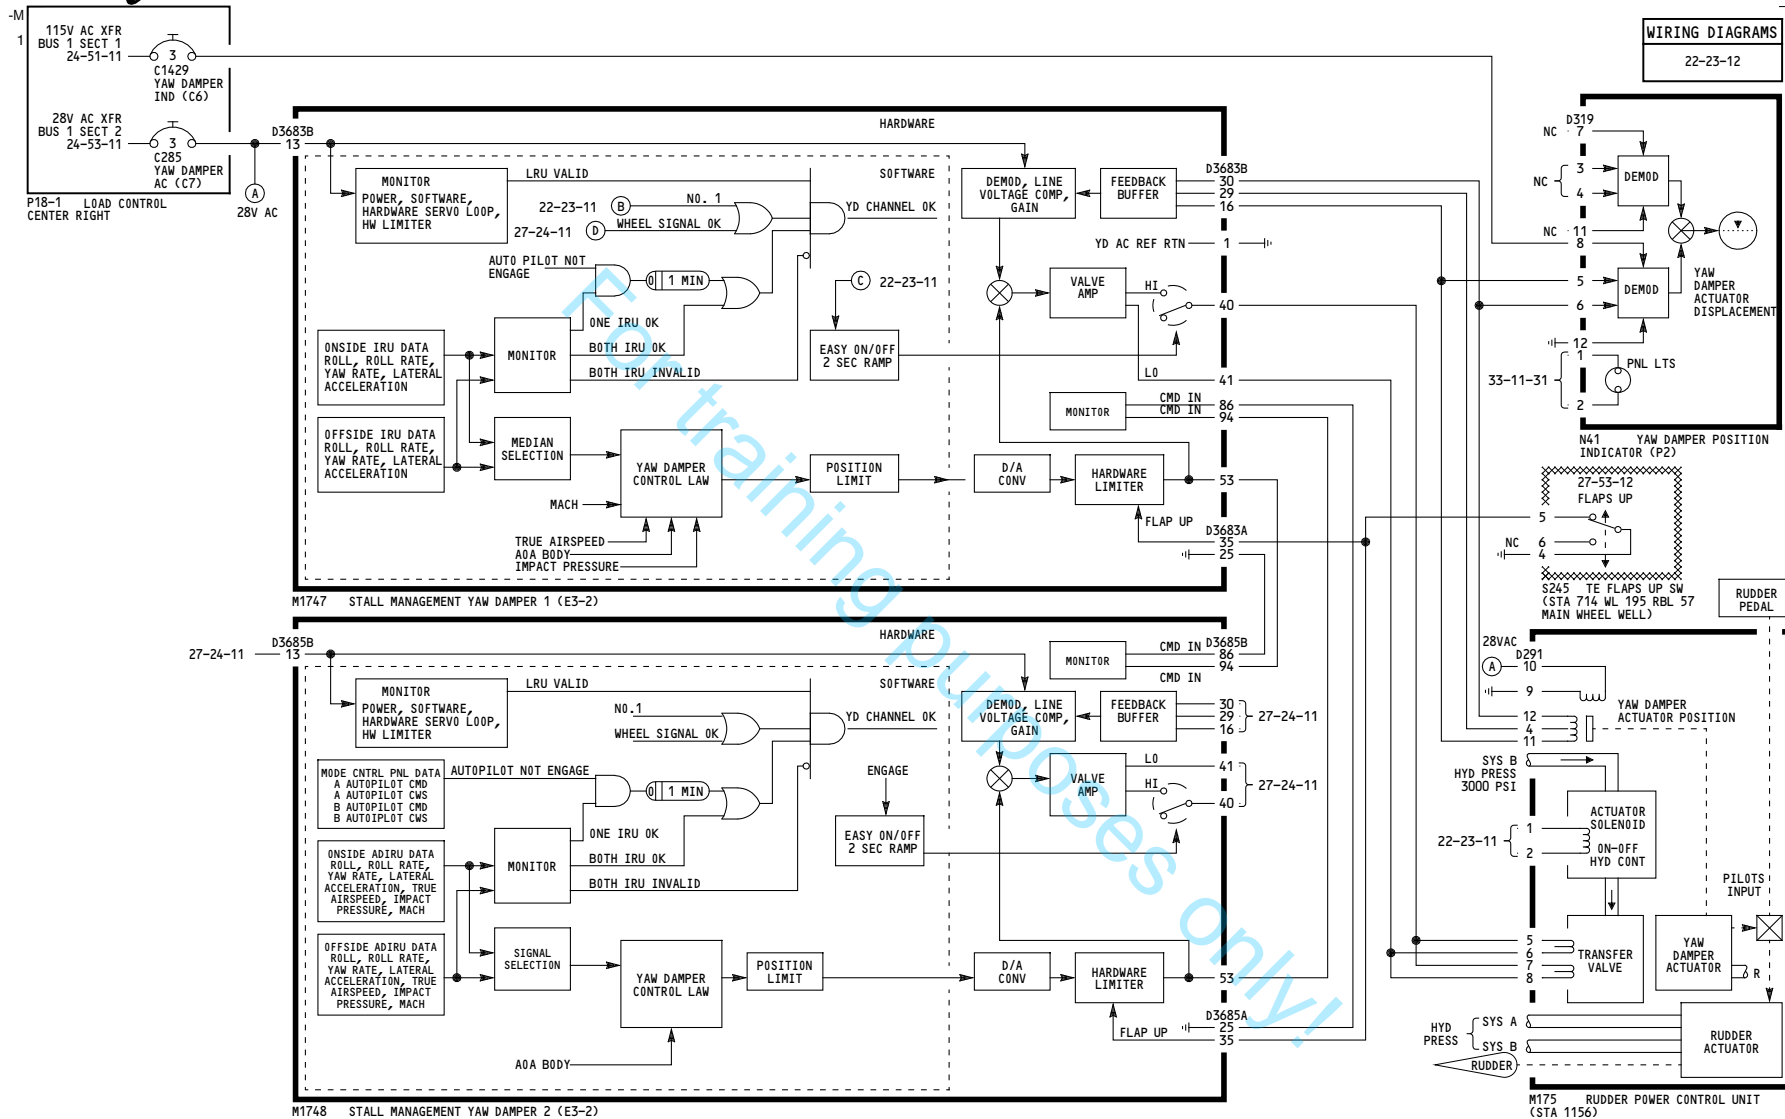 -M
1
115V AC XFR
BUS 1 SECT 1
24-51-11
3
C1429
YAW DAMPER
IND (C6)
28V AC XFR
BUS 1 SECT 2
24-53-11
3
C285
YAW DAMPER
AC (C7)
P18-1 LOAD CONTROL
CENTER RIGHT
A
28V AC
WIRING DIAGRAMS
22-23-12
D3683B
13
HARDWARE
SOFTWARE
MONITOR
POWER, SOFTWARE,
HARDWARE SERVO LOOP,
HW LIMITER
LRU VALID
22-23-11 B NO. 1
27-24-11 D WHEEL SIGNAL OK
YD CHANNEL OK
AUTO PILOT NOT
ENGAGE
0 1 MIN
C 22-23-11
ONE IRU OK
BOTH IRU OK
BOTH IRU INVALID
MONITOR
EASY ON/OFF
2 SEC RAMP
ONSIDE IRU DATA
ROLL, ROLL RATE,
YAW RATE, LATERAL
ACCELERATION
OFFSIDE IRU DATA
ROLL, ROLL RATE,
YAW RATE, LATERAL
ACCELERATION
MEDIAN
SELECTION
YAW DAMPER
CONTROL LAW
POSITION
LIMIT
D/A
CONV
HARDWARE
LIMITER
MACH
TRUE AIRSPEED
AOA BODY
IMPACT PRESSURE
DEMOD, LINE
VOLTAGE COMP,
GAIN
FEEDBACK
BUFFER
D3683B
30
29
16
YD AC REF RTN 1
VALVE
AMP
HI
40
LO
41
MONITOR
CMD IN 86
CMD IN 94
53
FLAP UP
D3683A
35
25
M1747 STALL MANAGEMENT YAW DAMPER 1 (E3-2)
27-24-11
D3685B
13
HARDWARE
SOFTWARE
MONITOR
POWER, SOFTWARE,
HARDWARE SERVO LOOP,
HW LIMITER
LRU VALID
NO.1
WHEEL SIGNAL OK
YD CHANNEL OK
MODE CNTRL PNL DATA
A AUTOPILOT CMD
A AUTOPILOT CWS
B AUTOPILOT CMD
B AUTOIPLOT CWS
AUTOPILOT NOT ENGAGE
0 1 MIN
ENGAGE
EASY ON/OFF
2 SEC RAMP
ONE IRU OK
BOTH IRU OK
BOTH IRU INVALID
MONITOR
ONSIDE ADIRU DATA
ROLL, ROLL RATE,
YAW RATE, LATERAL
ACCELERATION, TRUE
AIRSPEED, IMPACT
PRESSURE, MACH
OFFSIDE ADIRU DATA
ROLL, ROLL RATE,
YAW RATE, LATERAL
ACCELERATION, TRUE
AIRSPEED, IMPACT
PRESSURE, MACH
SIGNAL
SELECTION
YAW DAMPER
CONTROL LAW
POSITION
LIMIT
D/A
CONV
HARDWARE
LIMITER
AOA BODY
MONITOR
CMD IN
D3685B
86
94
CMD IN
DEMOD, LINE
VOLTAGE COMP,
GAIN
FEEDBACK
BUFFER
30
29
16
27-24-11
VALVE
AMP
LO
41
HI
40
27-24-11
53
FLAP UP
D3685A
25
35
M1748 STALL MANAGEMENT YAW DAMPER 2 (E3-2)
D319
NC 7
3
NC
4
NC 11
8
5
6
12
1
33-11-31
2
DEMOD
DEMOD
YAW
DAMPER
ACTUATOR
DISPLACEMENT
PNL LTS
N41 YAW DAMPER POSITION
INDICATOR (P2)
27-53-12
FLAPS UP
5
NC 6
4
S245 TE FLAPS UP SW
(STA 714 WL 195 RBL 57
MAIN WHEEL WELL)
RUDDER
PEDAL
28VAC
D291
A 10
9
12
4
11
YAW DAMPER
ACTUATOR POSITION
SYS B
HYD PRESS
3000 PSI
ACTUATOR
SOLENOID
ON-OFF
HYD CONT
1
22-23-11
2
PILOTS
INPUT
5
6
7
8
TRANSFER
VALVE
YAW
DAMPER
ACTUATOR
R
HYD
PRESS
SYS A
SYS B
RUDDER
RUDDER
ACTUATOR
M175 RUDDER POWER CONTROL UNIT
(STA 1156)
For training purposes only!